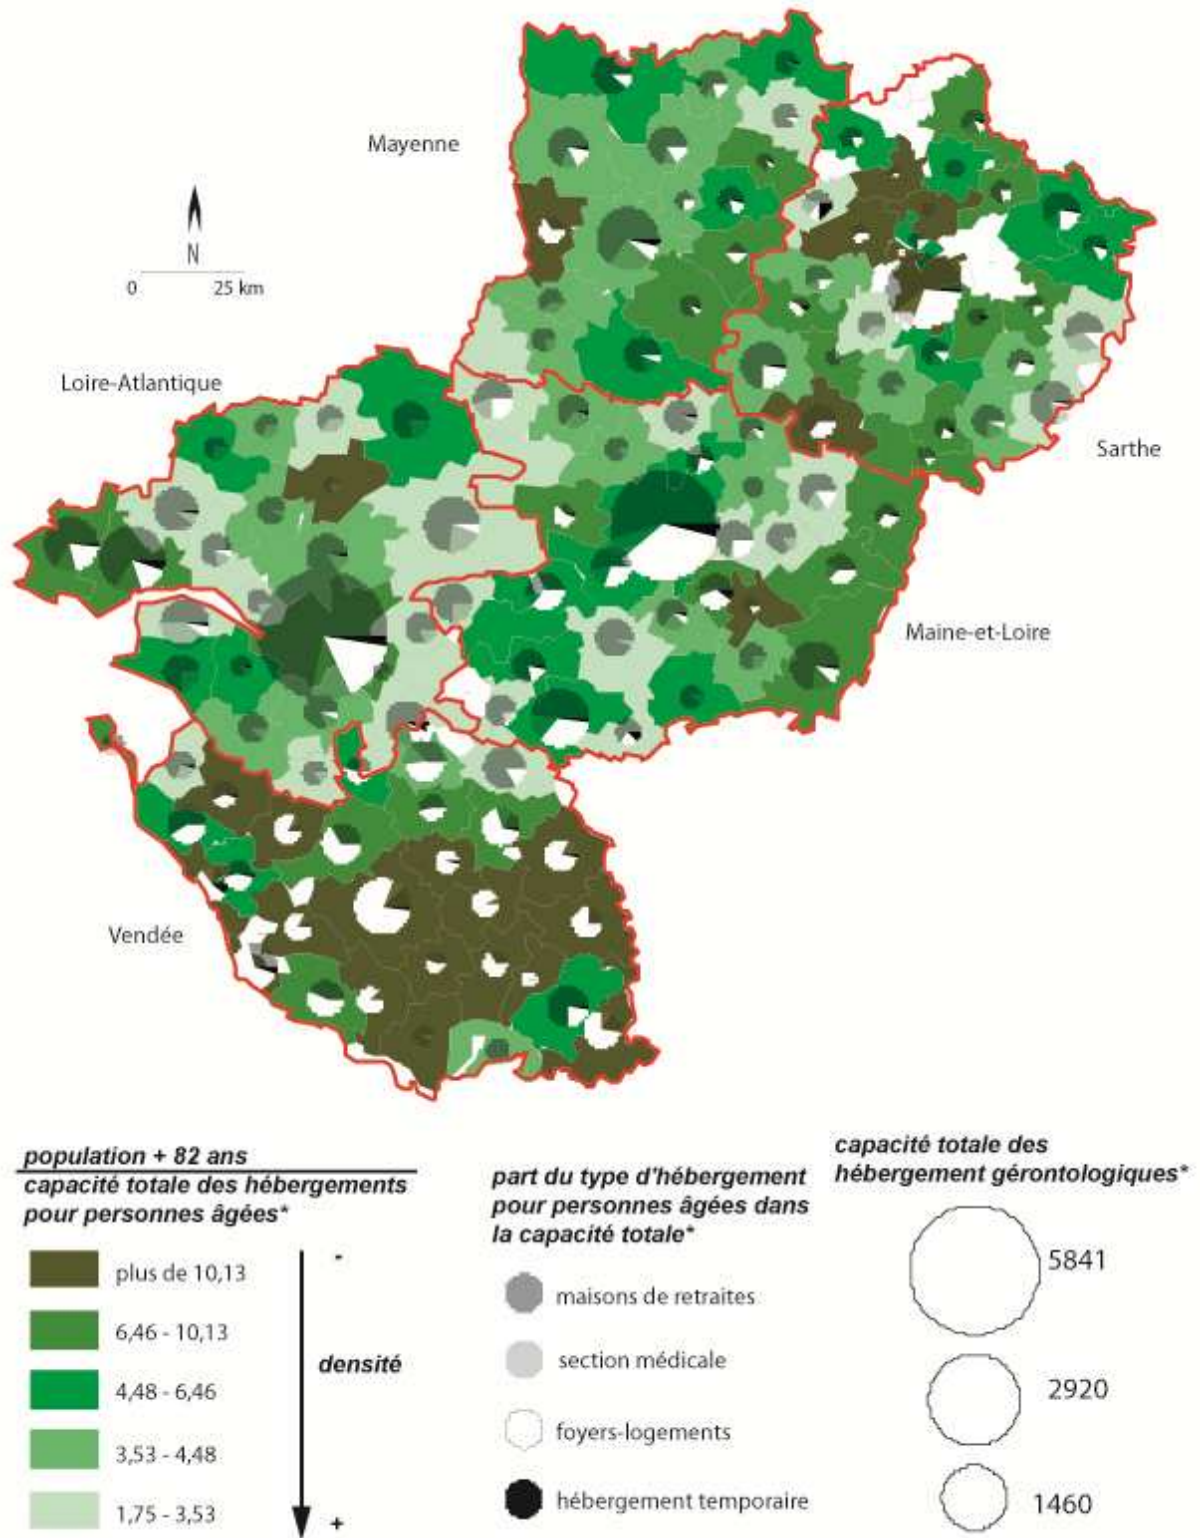 Mayenne
N
0 25 km
Loire-Atlantique
Sarthe
Maine-et-Loire
Vendée
population + 82 ans
capacité totale des hébergements
pour personnes âgées*
plus de 10,13
6,46 - 10,13
4,48 - 6,46
3,53 - 4,48
1,75 - 3,53
-
densité
+
part du type d'hébergement
pour personnes âgées dans
la capacité totale*
maisons de retraites
section médicale
foyers-logements
hébergement temporaire
capacité totale des
hébergement gérontologiques*
5841
2920
1460